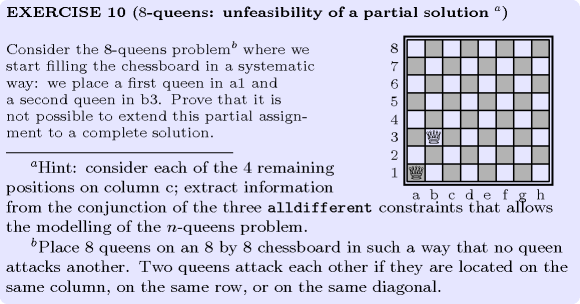 EXERCISE 10 (8-queens: unfeasibility of a partial solution ᵃ)
Consider the 8-queens problemᵇ where we
start filling the chessboard in a systematic
way: we place a first queen in a1 and
a second queen in b3. Prove that it is
not possible to extend this partial assign-
ment to a complete solution.
8
7
6
5
4
3
2
1
a b c d e f g h
ᵃHint: consider each of the 4 remaining
positions on column c; extract information
from the conjunction of the three alldifferent constraints that allows
the modelling of the n-queens problem.
ᵇPlace 8 queens on an 8 by 8 chessboard in such a way that no queen
attacks another. Two queens attack each other if they are located on the
same column, on the same row, or on the same diagonal.